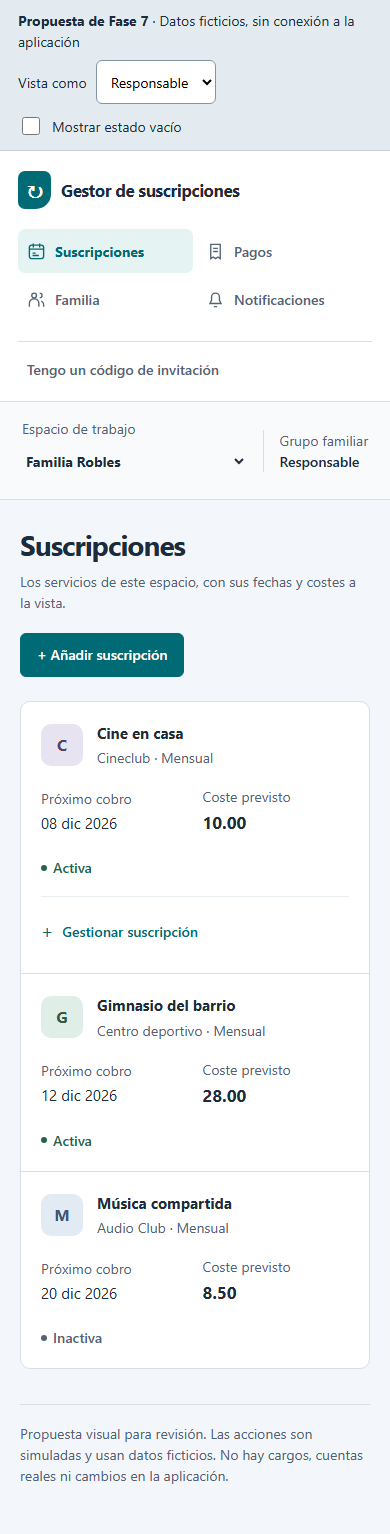 Propuesta de Fase 7 · Datos ficticios, sin conexión a la
aplicación
Vista como Responsable
Mostrar estado vacío
Gestor de suscripciones
Suscripciones
Pagos
Familia
Notificaciones
Tengo un código de invitación
Espacio de trabajo
Familia Robles
Grupo familiar
Responsable
Suscripciones
Los servicios de este espacio, con sus fechas y costes a
la vista.
+ Añadir suscripción
C
Cine en casa
Cineclub · Mensual
Próximo cobro
08 dic 2026
Coste previsto
10.00
Activa
+ Gestionar suscripción
G
Gimnasio del barrio
Centro deportivo · Mensual
Próximo cobro
12 dic 2026
Coste previsto
28.00
Activa
M
Música compartida
Audio Club · Mensual
Próximo cobro
20 dic 2026
Coste previsto
8.50
Inactiva
Propuesta visual para revisión. Las acciones son
simuladas y usan datos ficticios. No hay cargos, cuentas
reales ni cambios en la aplicación.